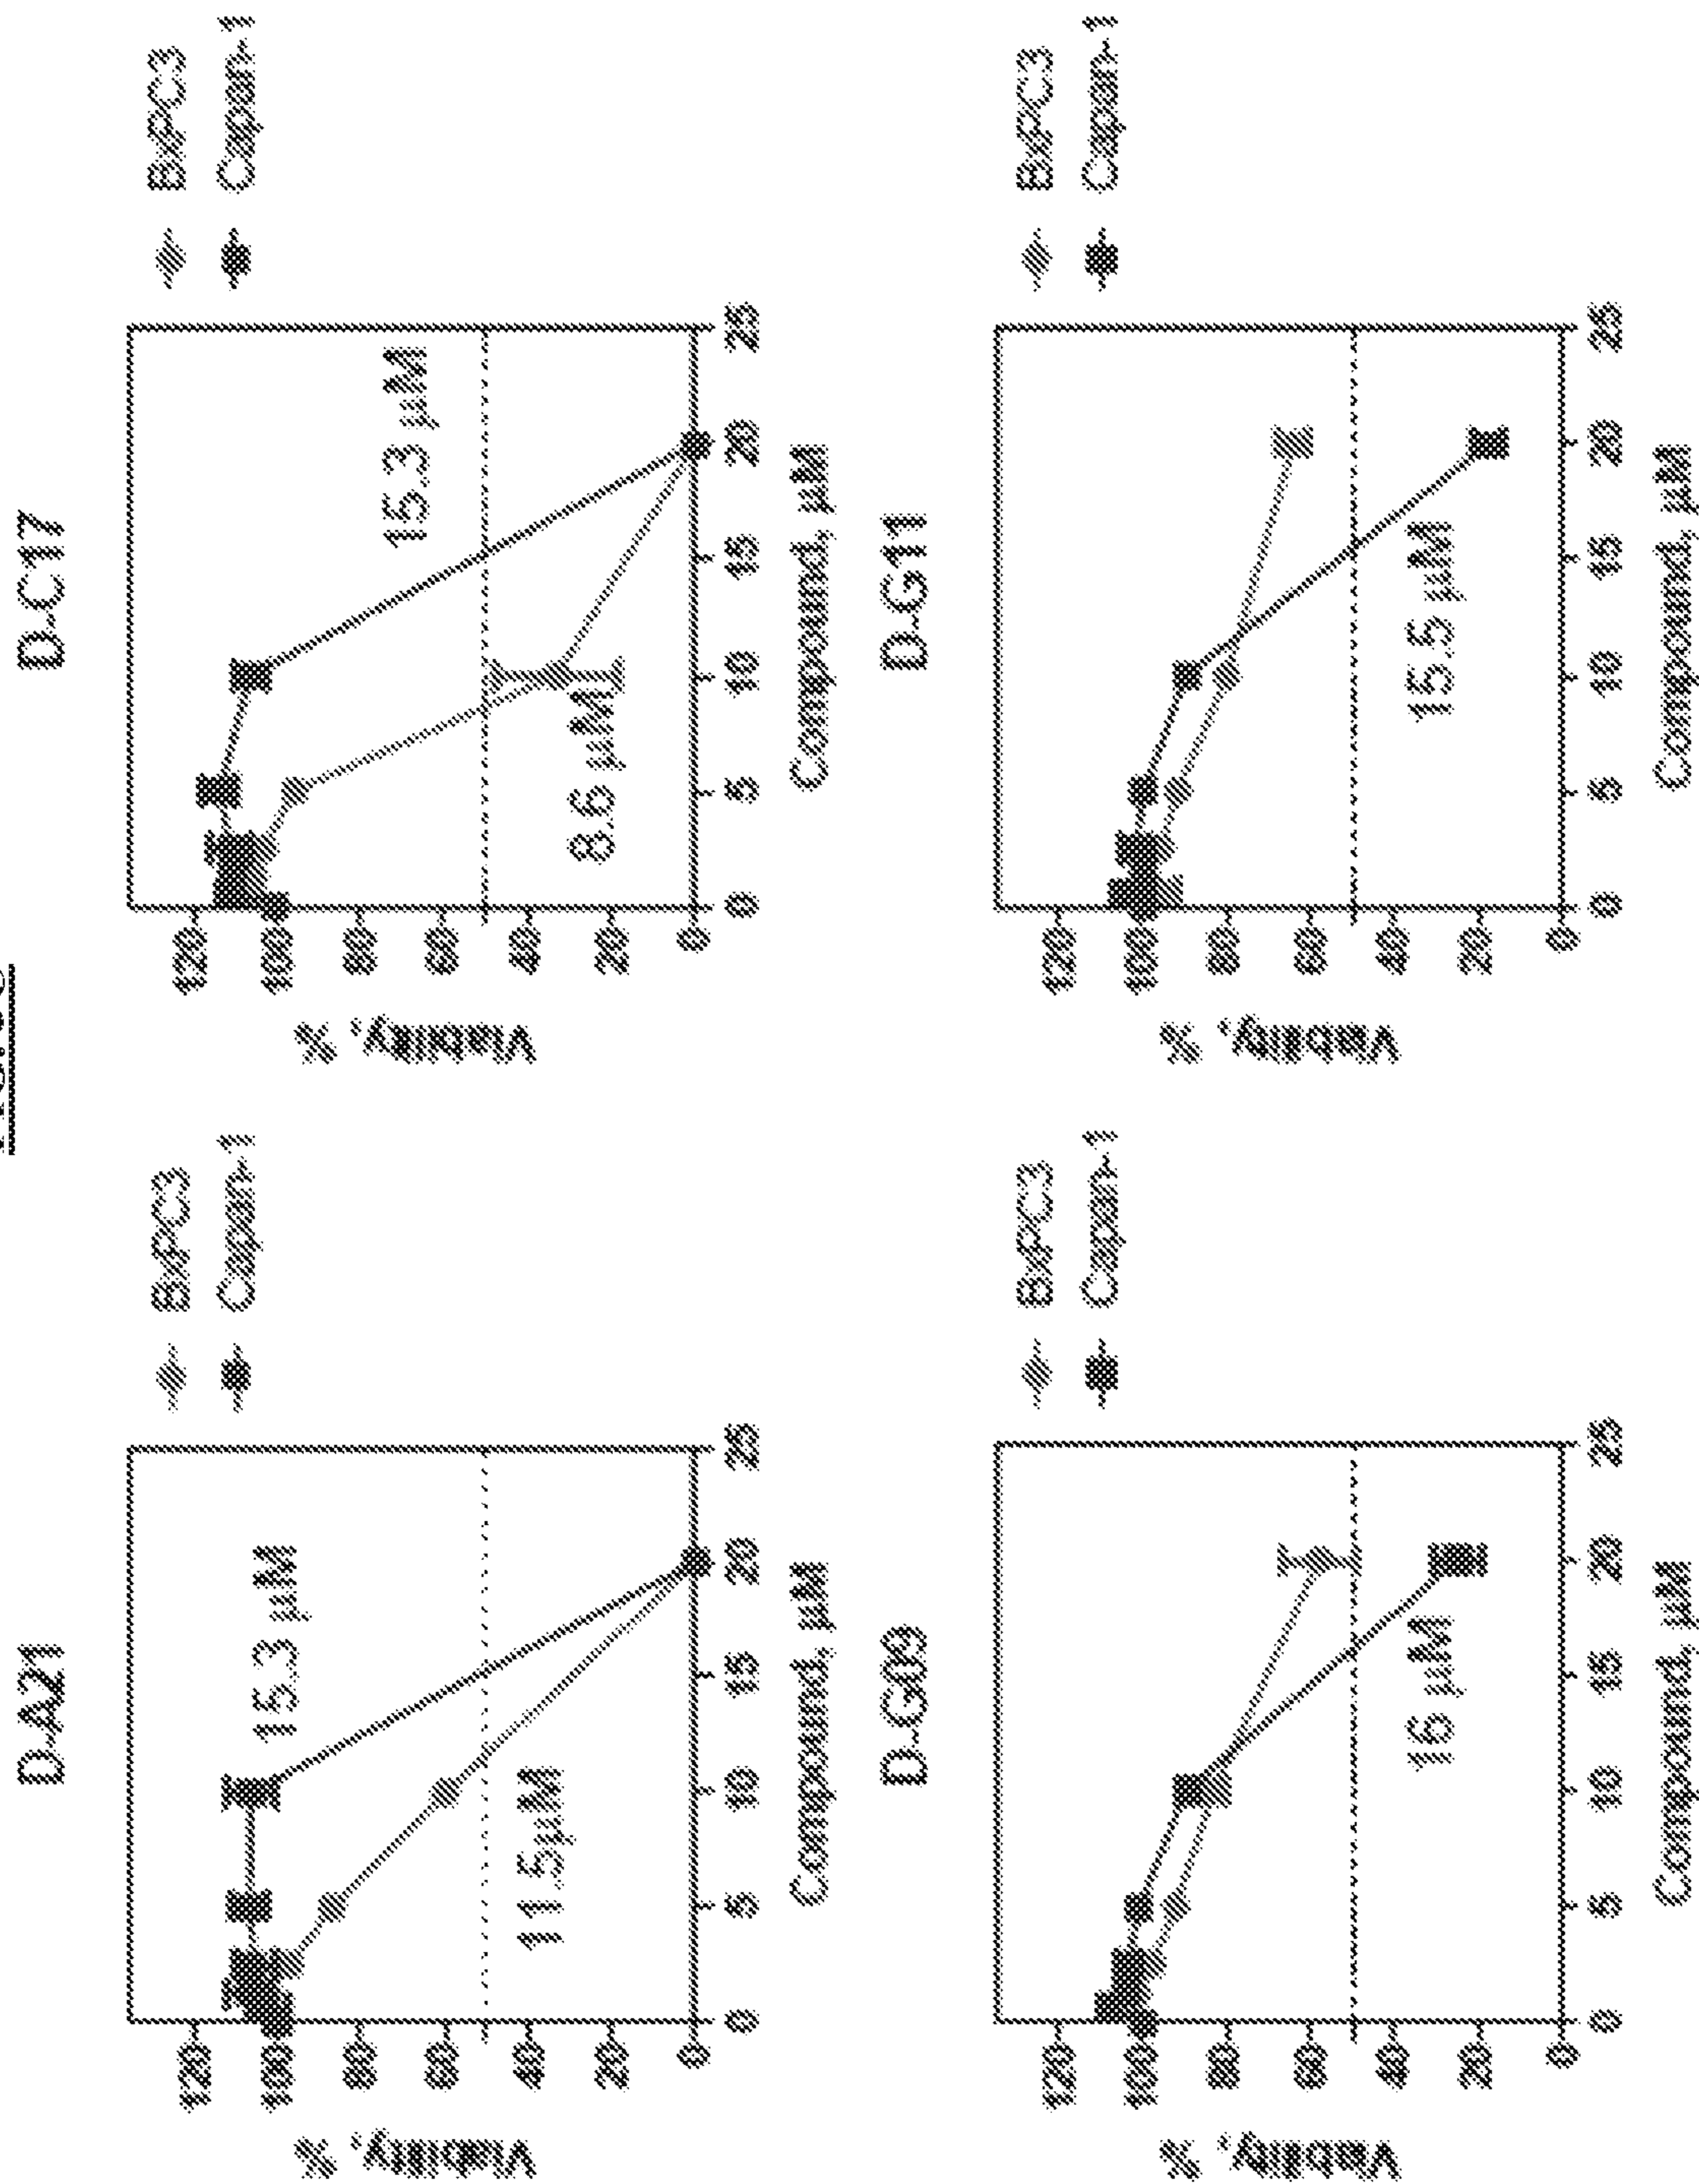 D-A21
Viability, %
120
100
80
60
40
20
0
15.3 µM
11.5µM
0 5 10 15 20 25
Compound, µM
BxPC3
Capan-1
D-C17
Viability, %
120
100
80
60
40
20
0
15.3 µM
8.6 µM
0 5 10 15 20 25
Compound, µM
BxPC3
Capan-1
D-G09
Viability, %
120
100
80
60
40
20
0
16 µM
0 5 10 15 20 25
Compound, µM
BxPC3
Capan-1
D-G11
Viability, %
120
100
80
60
40
20
0
15.5 µM
0 5 10 15 20 25
Compound, µM
BxPC3
Capan-1